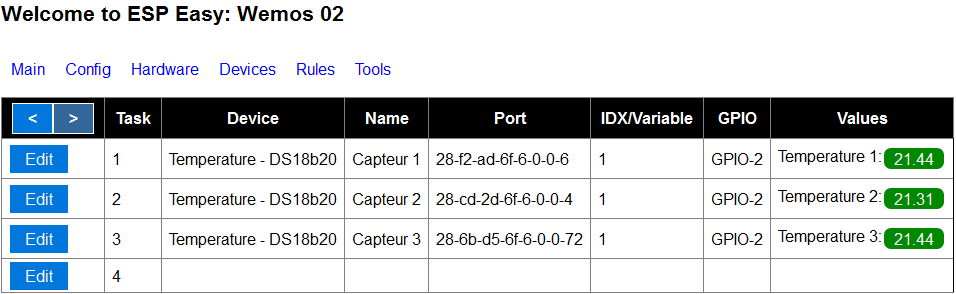 Welcome to ESP Easy: Wemos 02
Main Config Hardware Devices Rules Tools
< > Task Device Name Port IDX/Variable GPIO Values
Edit 1 Temperature - DS18b20 Capteur 1 28-f2-ad-6f-6-0-0-6 1 GPIO-2 Temperature 1: 21.44
Edit 2 Temperature - DS18b20 Capteur 2 28-cd-2d-6f-6-0-0-4 1 GPIO-2 Temperature 2: 21.31
Edit 3 Temperature - DS18b20 Capteur 3 28-6b-d5-6f-6-0-0-72 1 GPIO-2 Temperature 3: 21.44
Edit 4